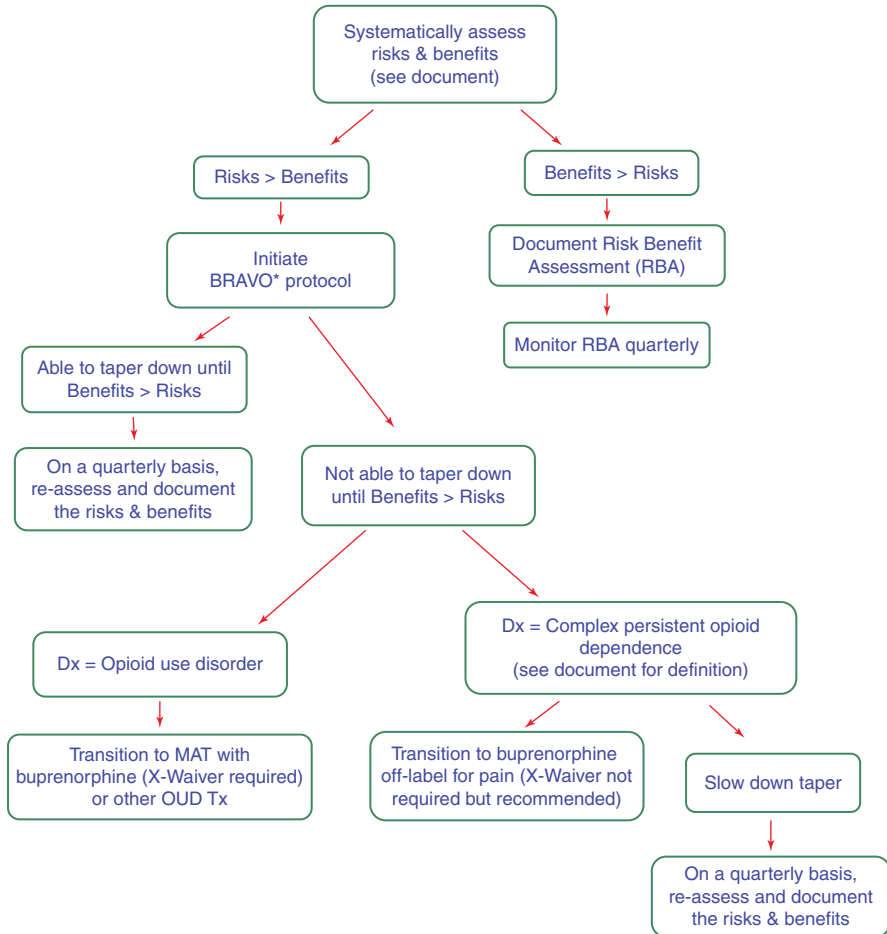 Systematically assess
risks & benefits
(see document)
Risks > Benefits
Benefits > Risks
Initiate
BRAVO* protocol
Document Risk Benefit
Assessment (RBA)
Monitor RBA quarterly
Able to taper down until
Benefits > Risks
On a quarterly basis,
re-assess and document
the risks & benefits
Not able to taper down
until Benefits > Risks
Dx = Opioid use disorder
Dx = Complex persistent opioid
dependence
(see document for definition)
Transition to MAT with
buprenorphine (X-Waiver required)
or other OUD Tx
Transition to buprenorphine
off-label for pain (X-Waiver not
required but recommended)
Slow down taper
On a quarterly basis,
re-assess and document
the risks & benefits